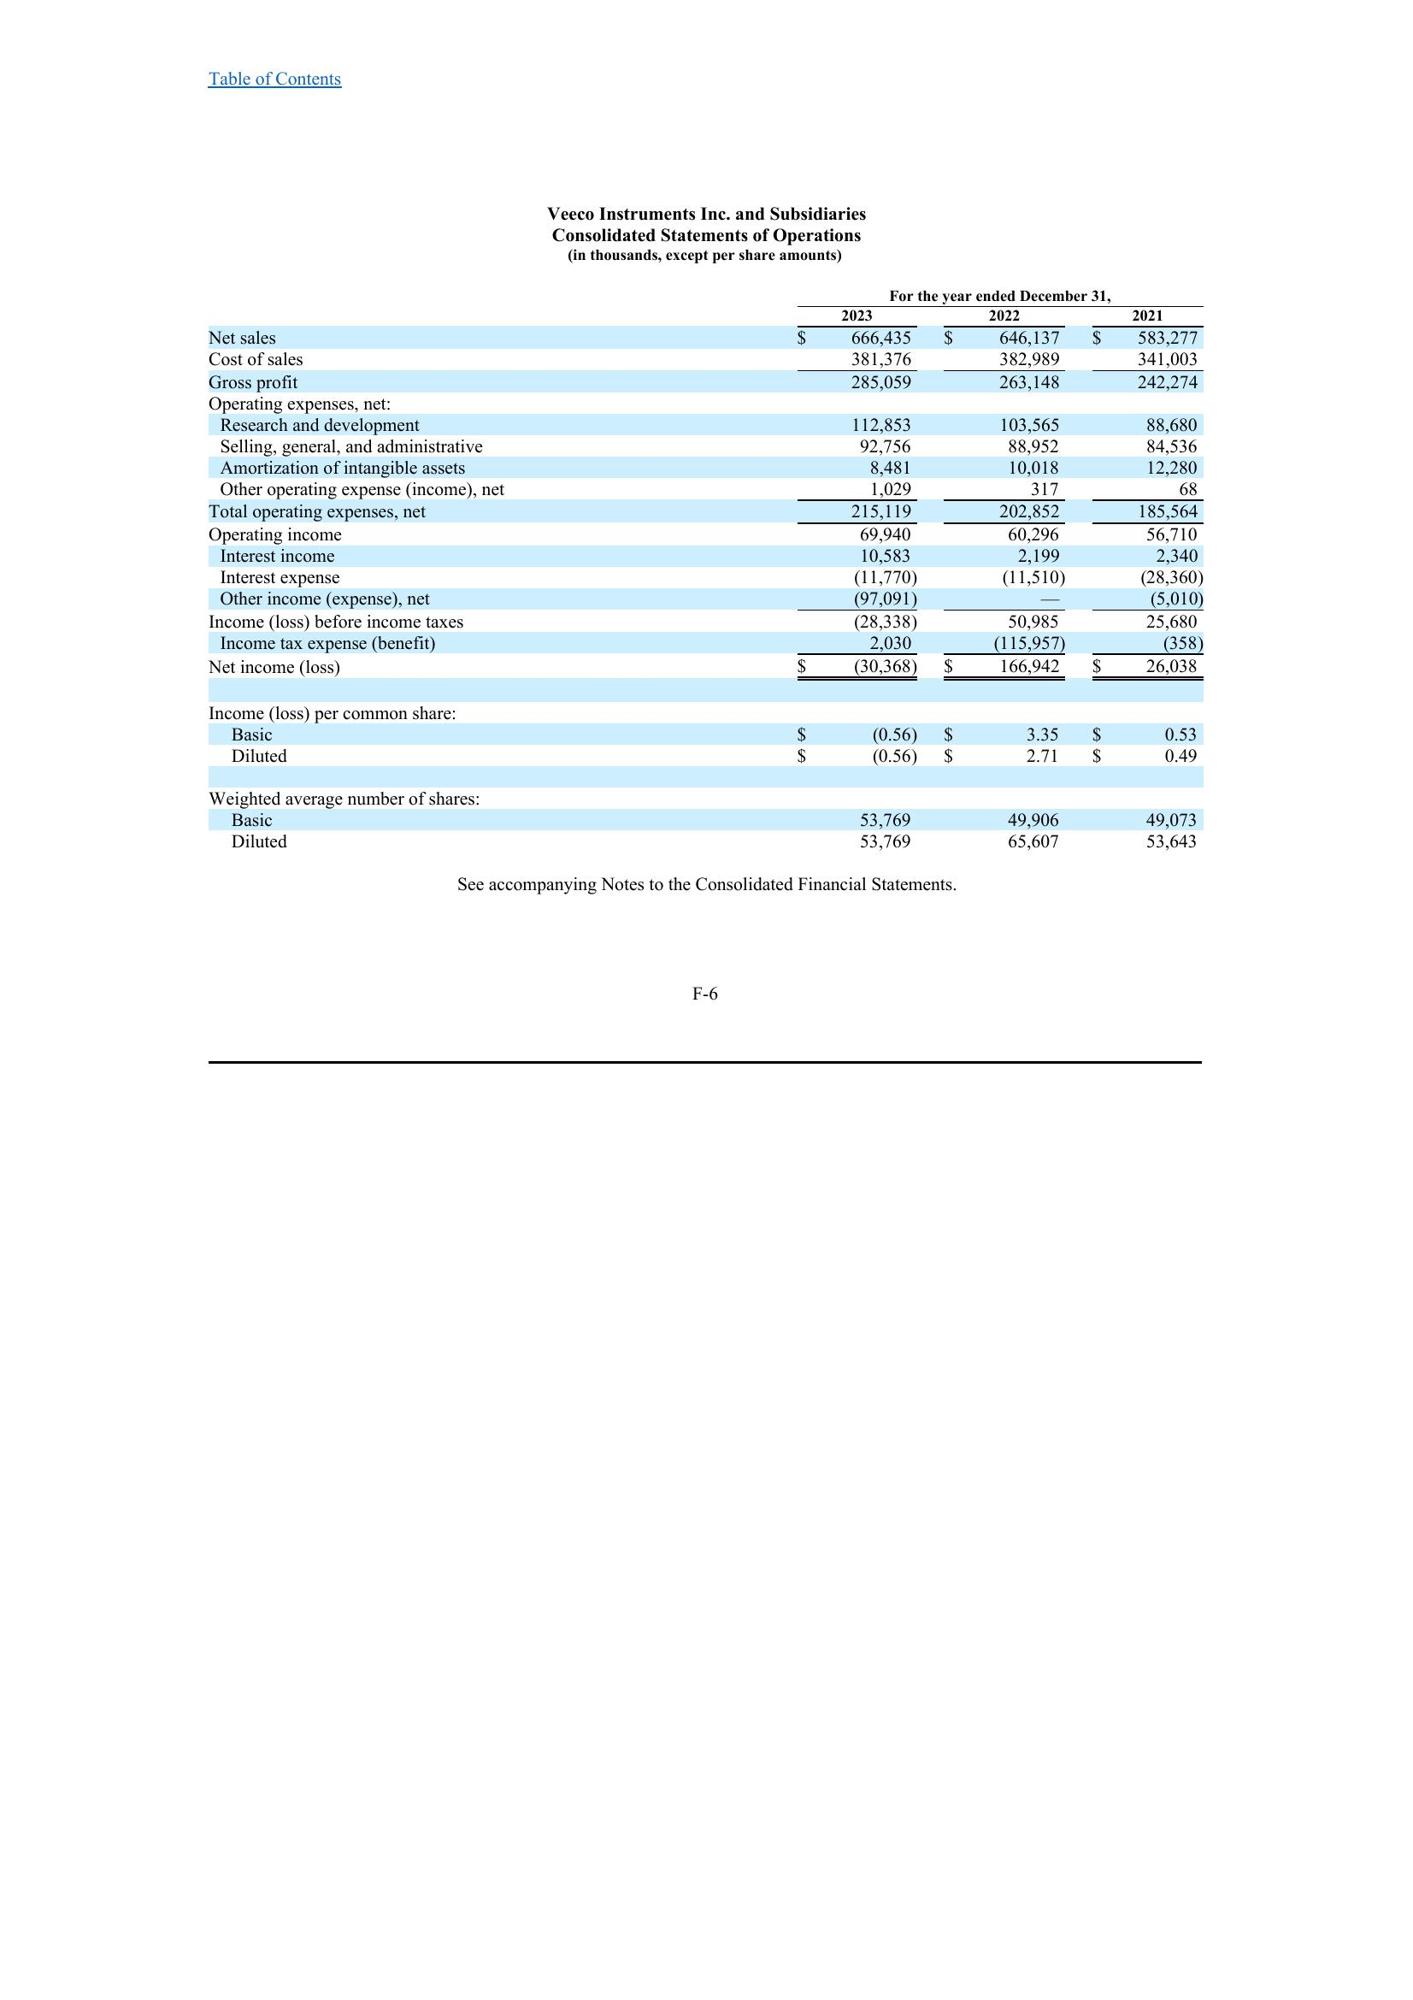 Table of Contents
Veeco Instruments Inc. and Subsidiaries
Consolidated Statements of Operations
(in thousands, except per share amounts)
For the year ended December 31,
2023 2022 2021
Net sales $ 666,435 $ 646,137 $ 583,277
Cost of sales 381,376 382,989 341,003
Gross profit 285,059 263,148 242,274
Operating expenses, net:
Research and development 112,853 103,565 88,680
Selling, general, and administrative 92,756 88,952 84,536
Amortization of intangible assets 8,481 10,018 12,280
Other operating expense (income), net 1,029 317 68
Total operating expenses, net 215,119 202,852 185,564
Operating income 69,940 60,296 56,710
Interest income 10,583 2,199 2,340
Interest expense (11,770) (11,510) (28,360)
Other income (expense), net (97,091) — (5,010)
Income (loss) before income taxes (28,338) 50,985 25,680
Income tax expense (benefit) 2,030 (115,957) (358)
Net income (loss) $ (30,368) $ 166,942 $ 26,038
Income (loss) per common share:
Basic $ (0.56) $ 3.35 $ 0.53
Diluted $ (0.56) $ 2.71 $ 0.49
Weighted average number of shares:
Basic 53,769 49,906 49,073
Diluted 53,769 65,607 53,643
See accompanying Notes to the Consolidated Financial Statements.
F-6